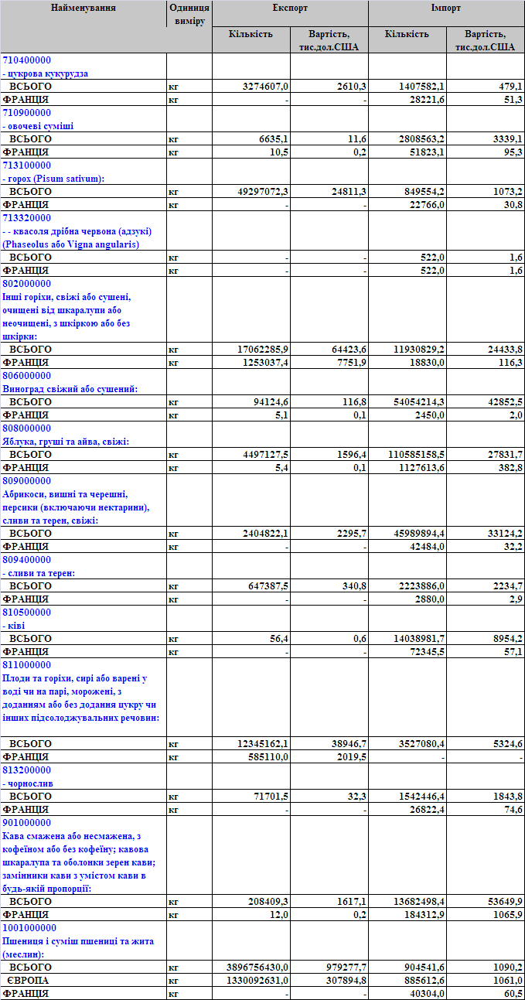 Найменування Одиниця виміру Експорт Імпорт
Кількість Вартість, тис.дол.США Кількість Вартість, тис.дол.США
710400000
- цукрова кукурудза
ВСЬОГО кг 3274607,0 2610,3 1407582,1 479,1
ФРАНЦІЯ кг - - 28221,6 51,3
710900000
- овочеві суміші
ВСЬОГО кг 6635,1 11,6 2808563,2 3339,1
ФРАНЦІЯ кг 10,5 0,2 51823,1 95,3
713100000
- горох (Pisum sativum):
ВСЬОГО кг 49297072,3 24811,3 849554,2 1073,2
ФРАНЦІЯ кг - - 22766,0 30,8
713320000
- - квасоля дрібна червона (адзукі)
(Phaseolus або Vigna angularis)
ВСЬОГО кг - - 522,0 1,6
ФРАНЦІЯ кг - - 522,0 1,6
802000000
Інші горіхи, свіжі або сушені,
очищені від шкаралупи або
неочищені, з шкіркою або без
шкірки:
ВСЬОГО кг 17062285,9 64423,6 11930829,2 24433,8
ФРАНЦІЯ кг 1253037,4 7751,9 18830,0 116,3
806000000
Виноград свіжий або сушений:
ВСЬОГО кг 94124,6 116,8 54054214,3 42852,5
ФРАНЦІЯ кг 5,1 0,1 2450,0 2,0
808000000
Яблука, груші та айва, свіжі:
ВСЬОГО кг 4497127,5 1596,4 110585158,5 27831,7
ФРАНЦІЯ кг 5,4 0,1 1127613,6 382,8
809000000
Абрикоси, вишні та черешні,
персики (включаючи нектарини),
сливи та терен, свіжі:
ВСЬОГО кг 2404822,1 2295,7 45989894,4 33124,2
ФРАНЦІЯ кг - - 42484,0 32,2
809400000
- сливи та терен:
ВСЬОГО кг 647387,5 340,8 2223886,0 2234,7
ФРАНЦІЯ кг - - 2880,0 2,9
810500000
- ківі
ВСЬОГО кг 56,4 0,6 14038981,7 8954,2
ФРАНЦІЯ кг - - 72345,5 57,1
811000000
Плоди та горіхи, сирі або варені у
воді чи на парі, морожені, з
доданням або без додання цукру чи
інших підсолоджувальних речовин:
ВСЬОГО кг 12345162,1 38946,7 3527080,4 5324,6
ФРАНЦІЯ кг 585110,0 2019,5 - -
813200000
- чорнослив
ВСЬОГО кг 71701,5 32,3 1542446,4 1843,8
ФРАНЦІЯ кг - - 26822,4 74,6
901000000
Кава смажена або несмажена, з
кофеїном або без кофеїну; кавова
шкаралупа та оболонки зерен кави;
замінники кави з умістом кави в
будь-якій пропорції:
ВСЬОГО кг 208409,3 1617,1 13682498,4 53649,9
ФРАНЦІЯ кг 12,0 0,2 184312,9 1065,9
1001000000
Пшениця і суміш пшениці та жита
(меслин):
ВСЬОГО кг 3896756430,0 979277,7 904541,6 1090,2
ЄВРОПА кг 1330092631,0 307894,8 885612,6 1061,0
ФРАНЦІЯ кг - - 40304,0 60,5